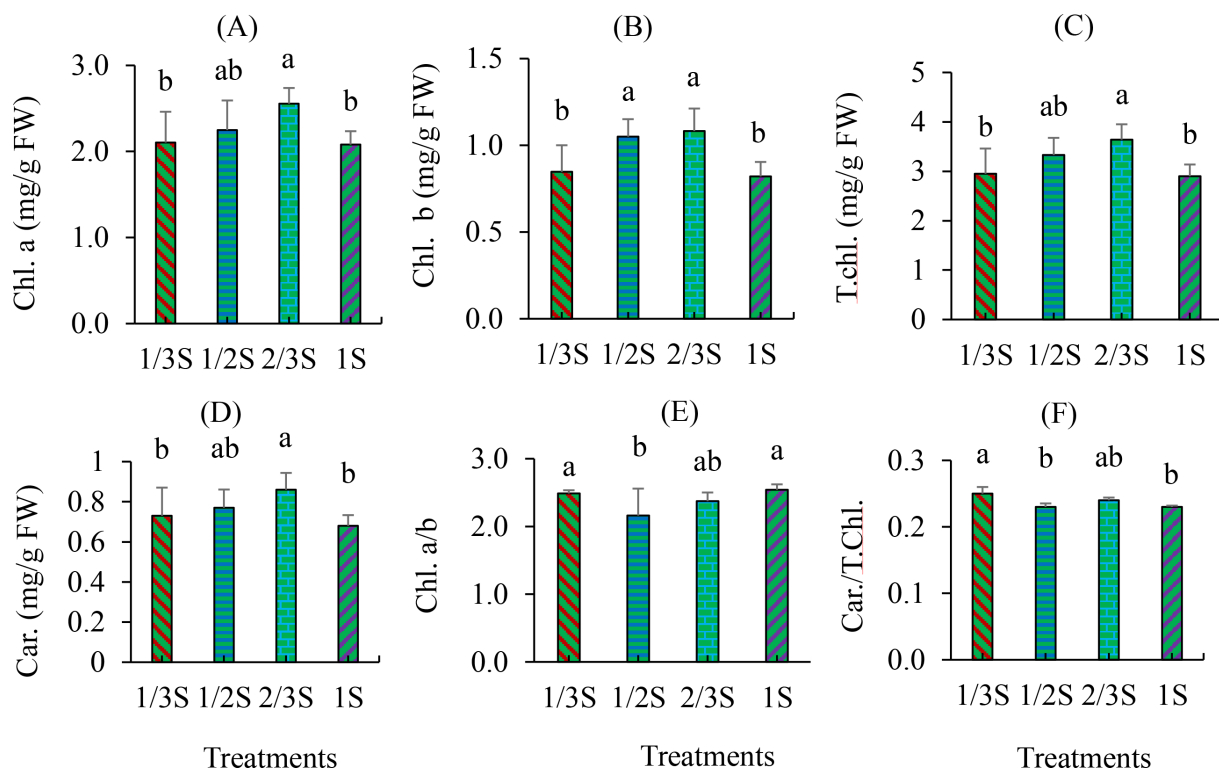 (A)
Chl. a (mg/g FW)
3.0
2.0
1.0
0.0
b
ab
a
b
1/3S 1/2S 2/3S 1S
(B)
Chl. b (mg/g FW)
1.5
1.0
0.5
0.0
b
a
a
b
1/3S 1/2S 2/3S 1S
(C)
T.chl. (mg/g FW)
5
4
3
2
1
0
b
ab
a
b
1/3S 1/2S 2/3S 1S
(D)
Car. (mg/g FW)
1
0.8
0.6
0.4
0.2
0
b
ab
a
b
1/3S 1/2S 2/3S 1S
Treatments
(E)
Chl. a/b
3.0
2.0
1.0
0.0
a
b
ab
a
1/3S 1/2S 2/3S 1S
Treatments
(F)
Car./T.Chl.
0.3
0.2
0.1
0.0
a
b
ab
b
1/3S 1/2S 2/3S 1S
Treatments